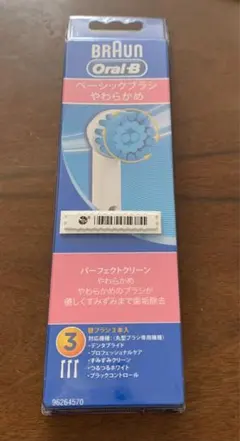 BRAUN
Oral-B
ベーシックブラシ
やわらかめ
パーフェクトクリーン
やわらかめ
やわらかめのブラシが
優しくすみずみまで歯垢除去
3
替ブラシ3本入
対応機種：(丸型ブラシ専用機種)
・デンタプライド
・プロフェッショナルケア
・すみずみクリーン
・つるつるホワイト
・プラックコントロール
96264570